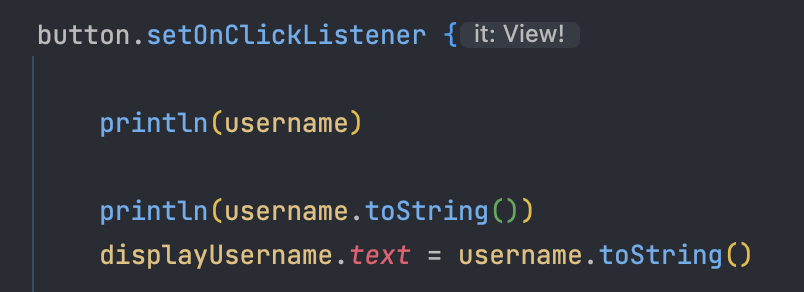 button.setOnClickListener { it: View!
println(username)
println(username.toString())
displayUsername.text = username.toString()